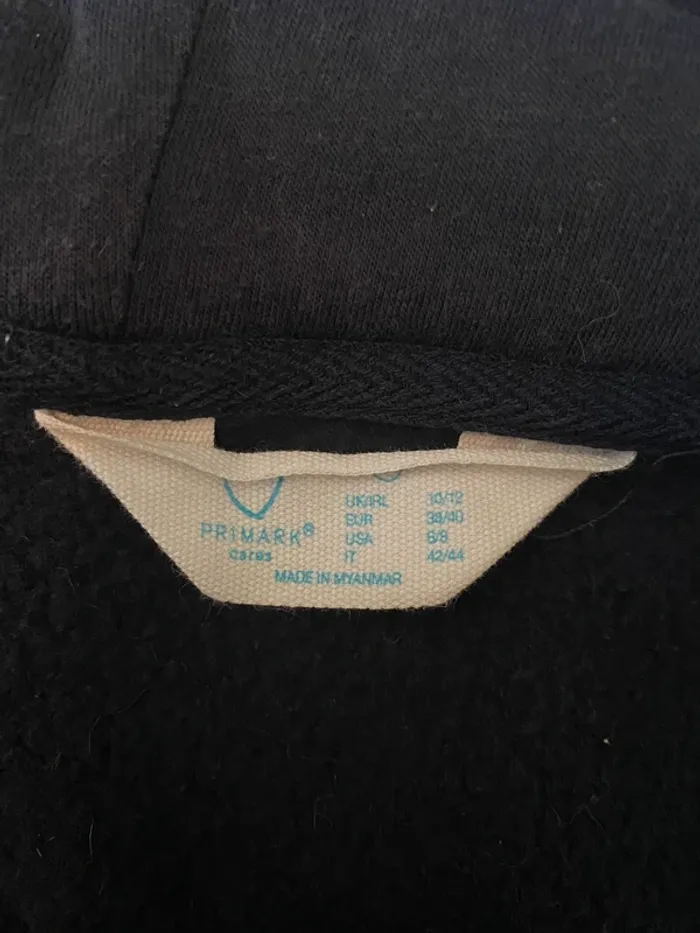 PRIMARK®
cares
UK/IRL 10/12
EUR 38/40
USA 6/8
IT 42/44
MADE IN MYANMAR